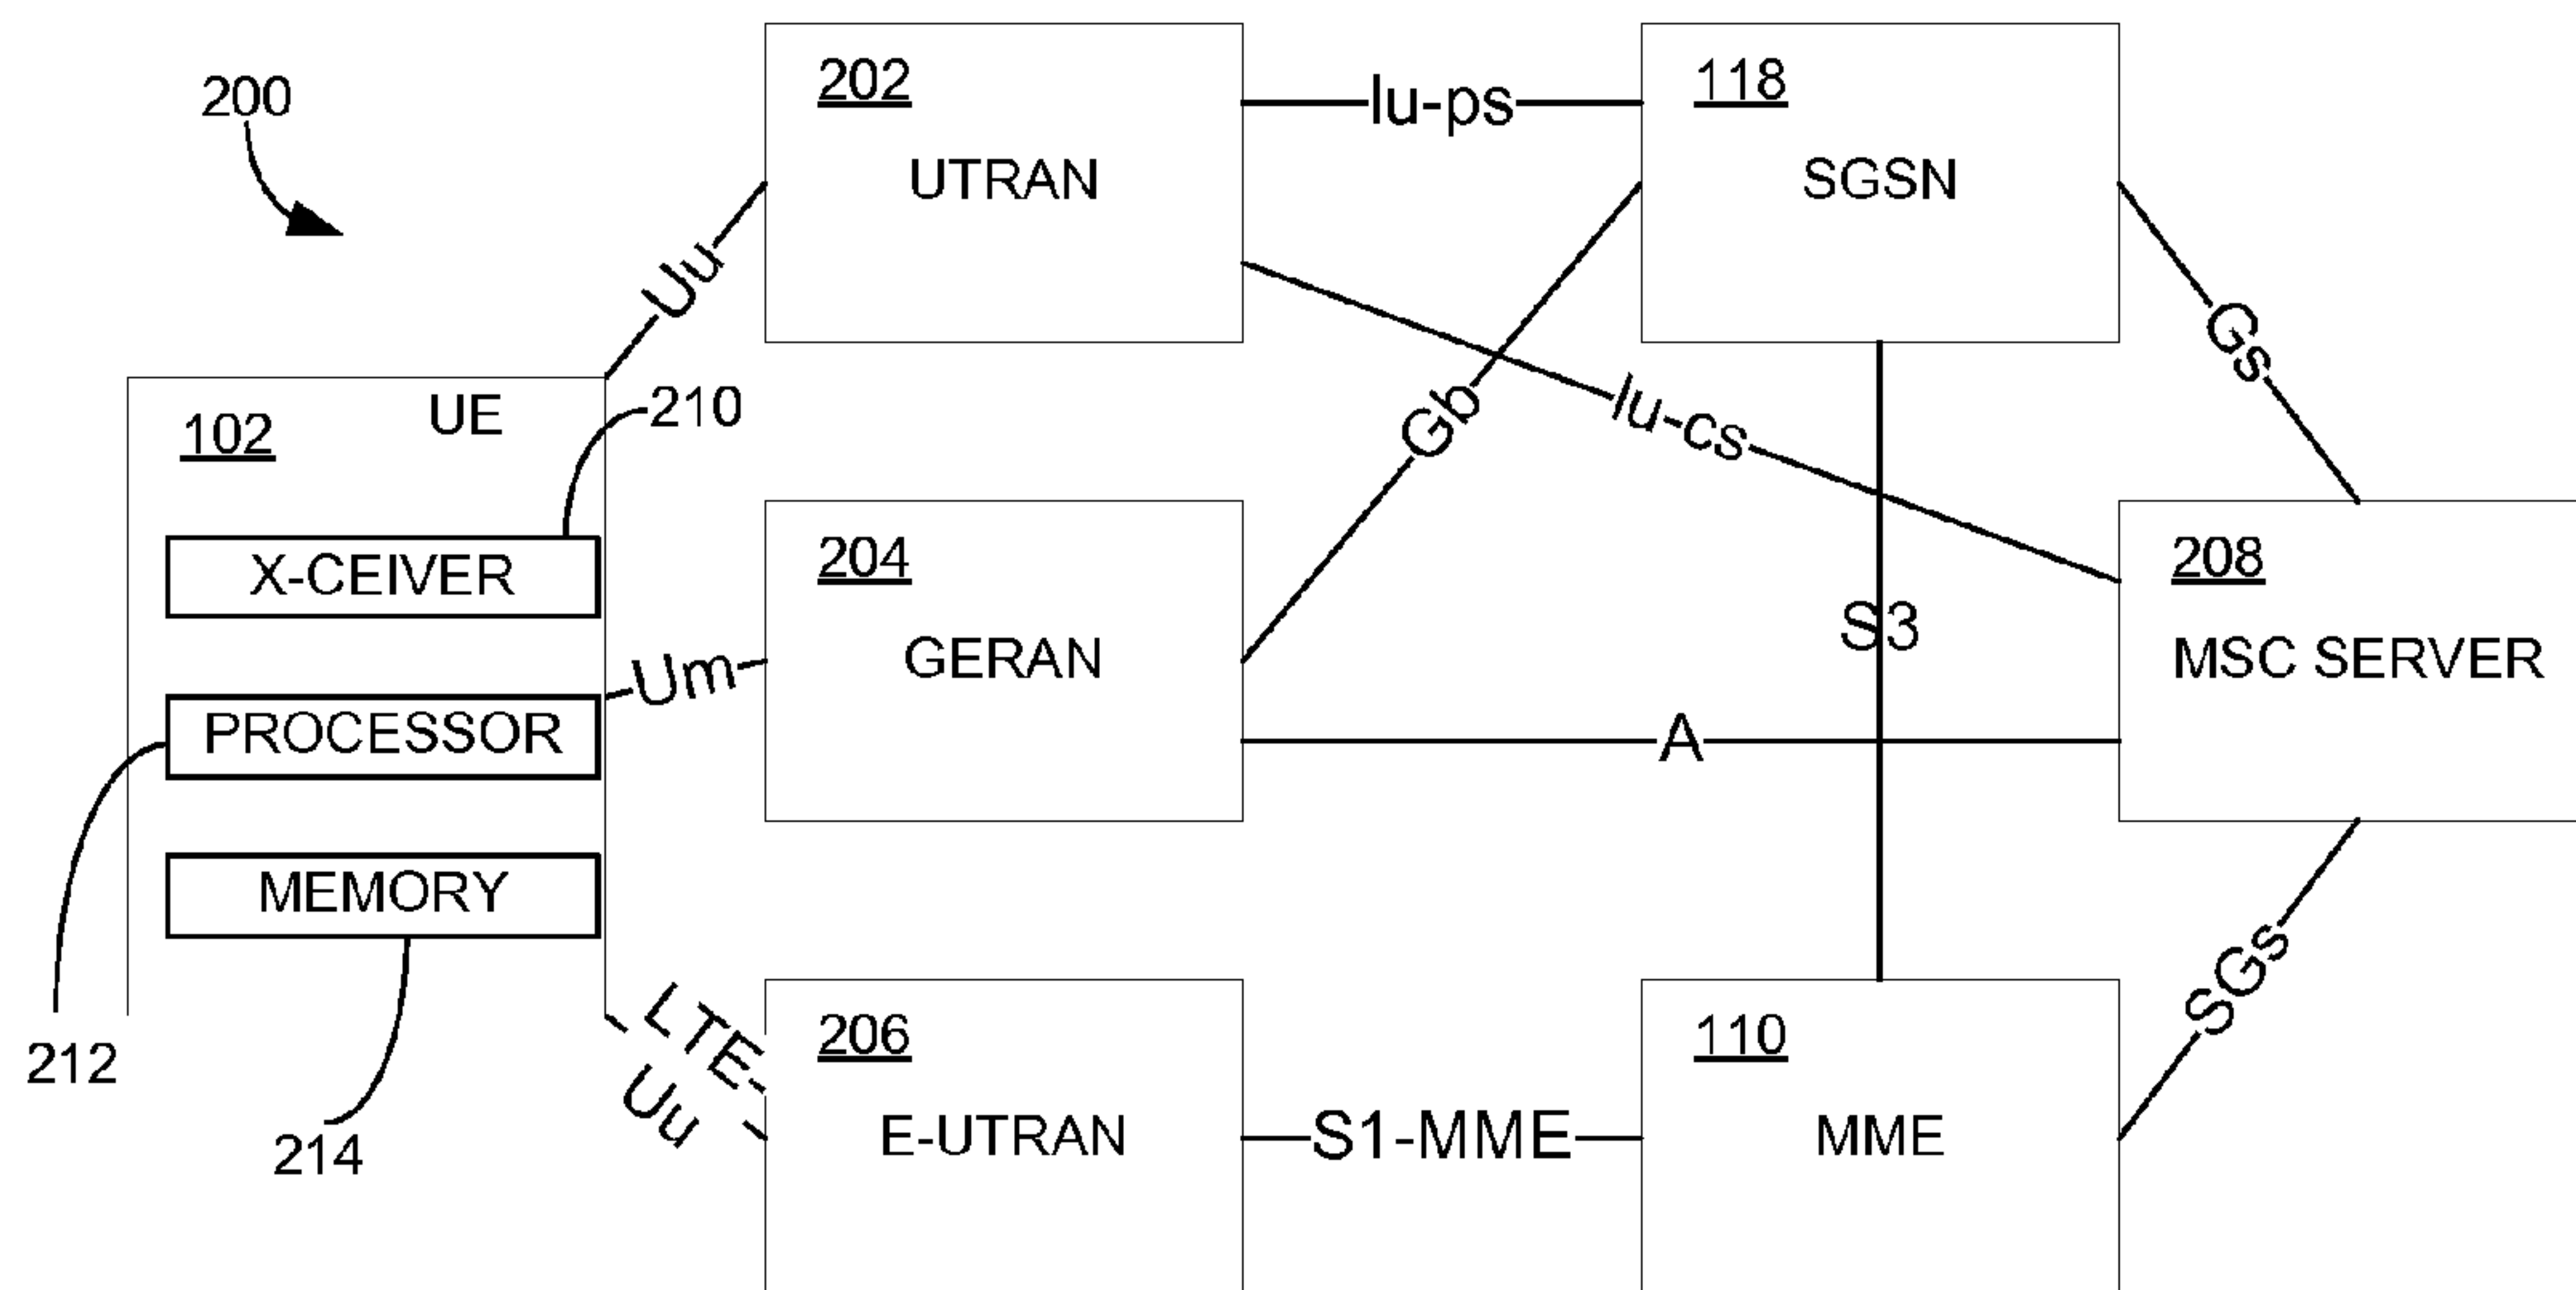 200
202
UTRAN
Iu-ps
118
SGSN
Uu
Gs
102
UE
210
Gb
Iu-cs
X-CEIVER
204
GERAN
S3
208
MSC SERVER
Um
PROCESSOR
A
MEMORY
LTE-
Uu
206
E-UTRAN
S1-MME
110
MME
SGs
212
214